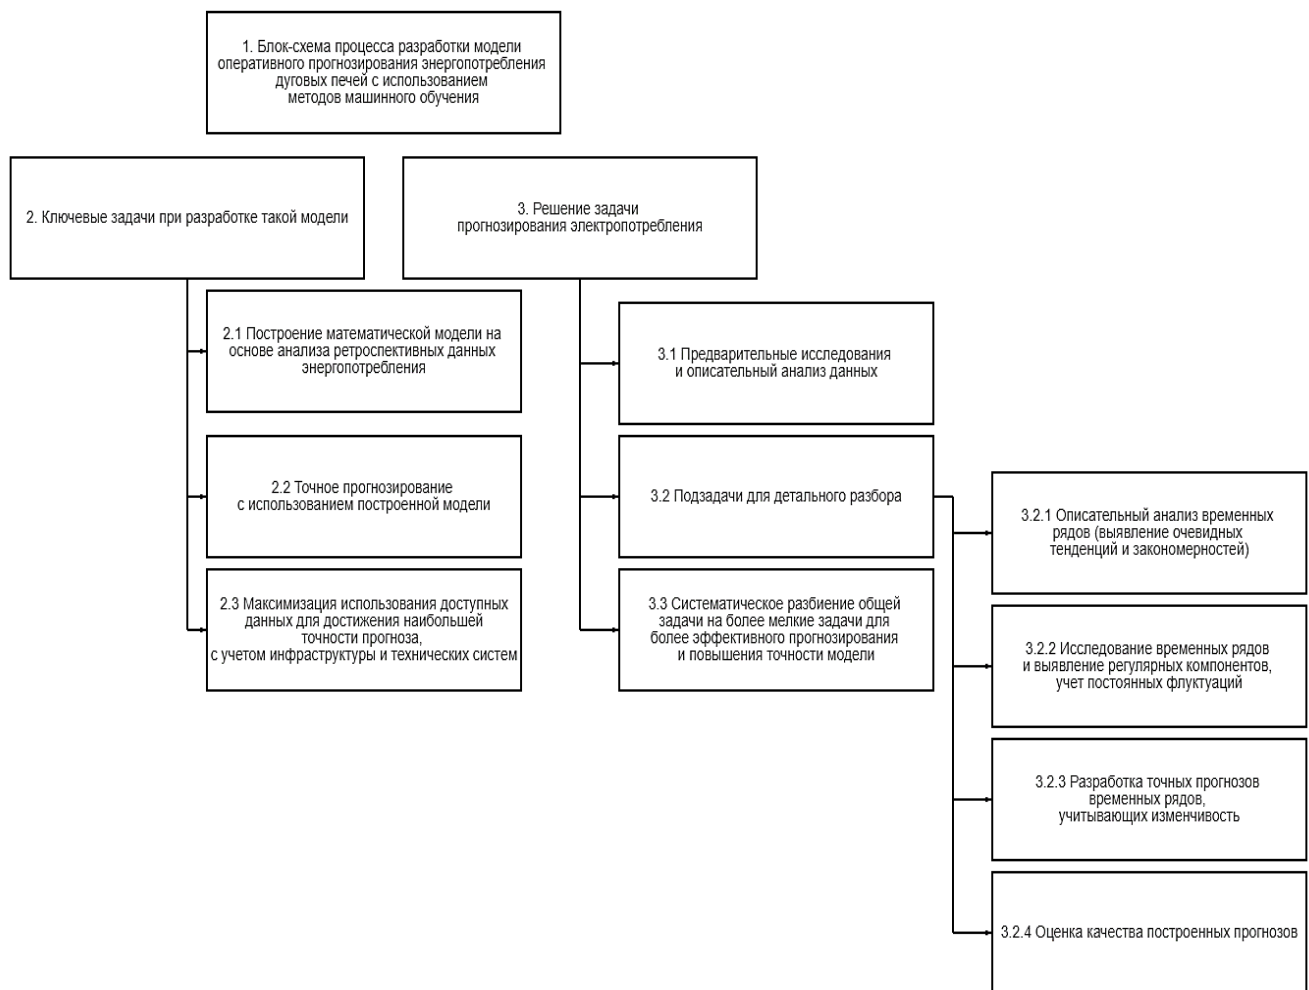 1. Блок-схема процесса разработки модели
оперативного прогнозирования энергопотребления
дуговых печей с использованием
методов машинного обучения
2. Ключевые задачи при разработке такой модели
3. Решение задачи
прогнозирования электропотребления
2.1 Построение математической модели на
основе анализа ретроспективных данных
энергопотребления
2.2 Точное прогнозирование
с использованием построенной модели
2.3 Максимизация использования доступных
данных для достижения наибольшей
точности прогноза,
с учетом инфраструктуры и технических систем
3.1 Предварительные исследования
и описательный анализ данных
3.2 Подзадачи для детального разбора
3.3 Систематическое разбиение общей
задачи на более мелкие задачи для
более эффективного прогнозирования
и повышения точности модели
3.2.1 Описательный анализ временных
рядов (выявление очевидных
тенденций и закономерностей)
3.2.2 Исследование временных рядов
и выявление регулярных компонентов,
учет постоянных флуктуаций
3.2.3 Разработка точных прогнозов
временных рядов,
учитывающих изменчивость
3.2.4 Оценка качества построенных прогнозов